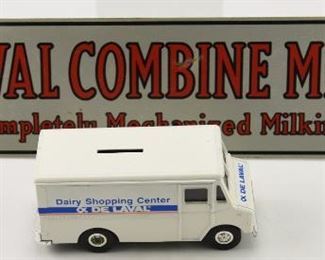 VAL COMBINE M
mpletely Mechanized Milkin
Dairy Shopping Center
α DE LAVAL
α DE LAVAL